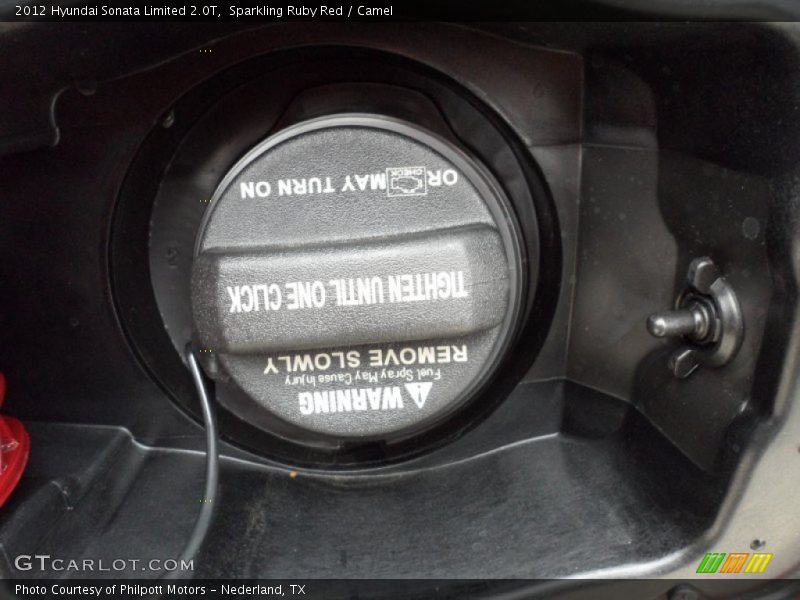 2012 Hyundai Sonata Limited 2.0T,  Sparkling Ruby Red / Camel
WARNING
Fuel Spray May Cause Injury
REMOVE SLOWLY
TIGHTEN UNTIL ONE CLICK
OR CHECK MAY TURN ON
GTCARLOT.COM
Photo Courtesy of Philpott Motors – Nederland, TX